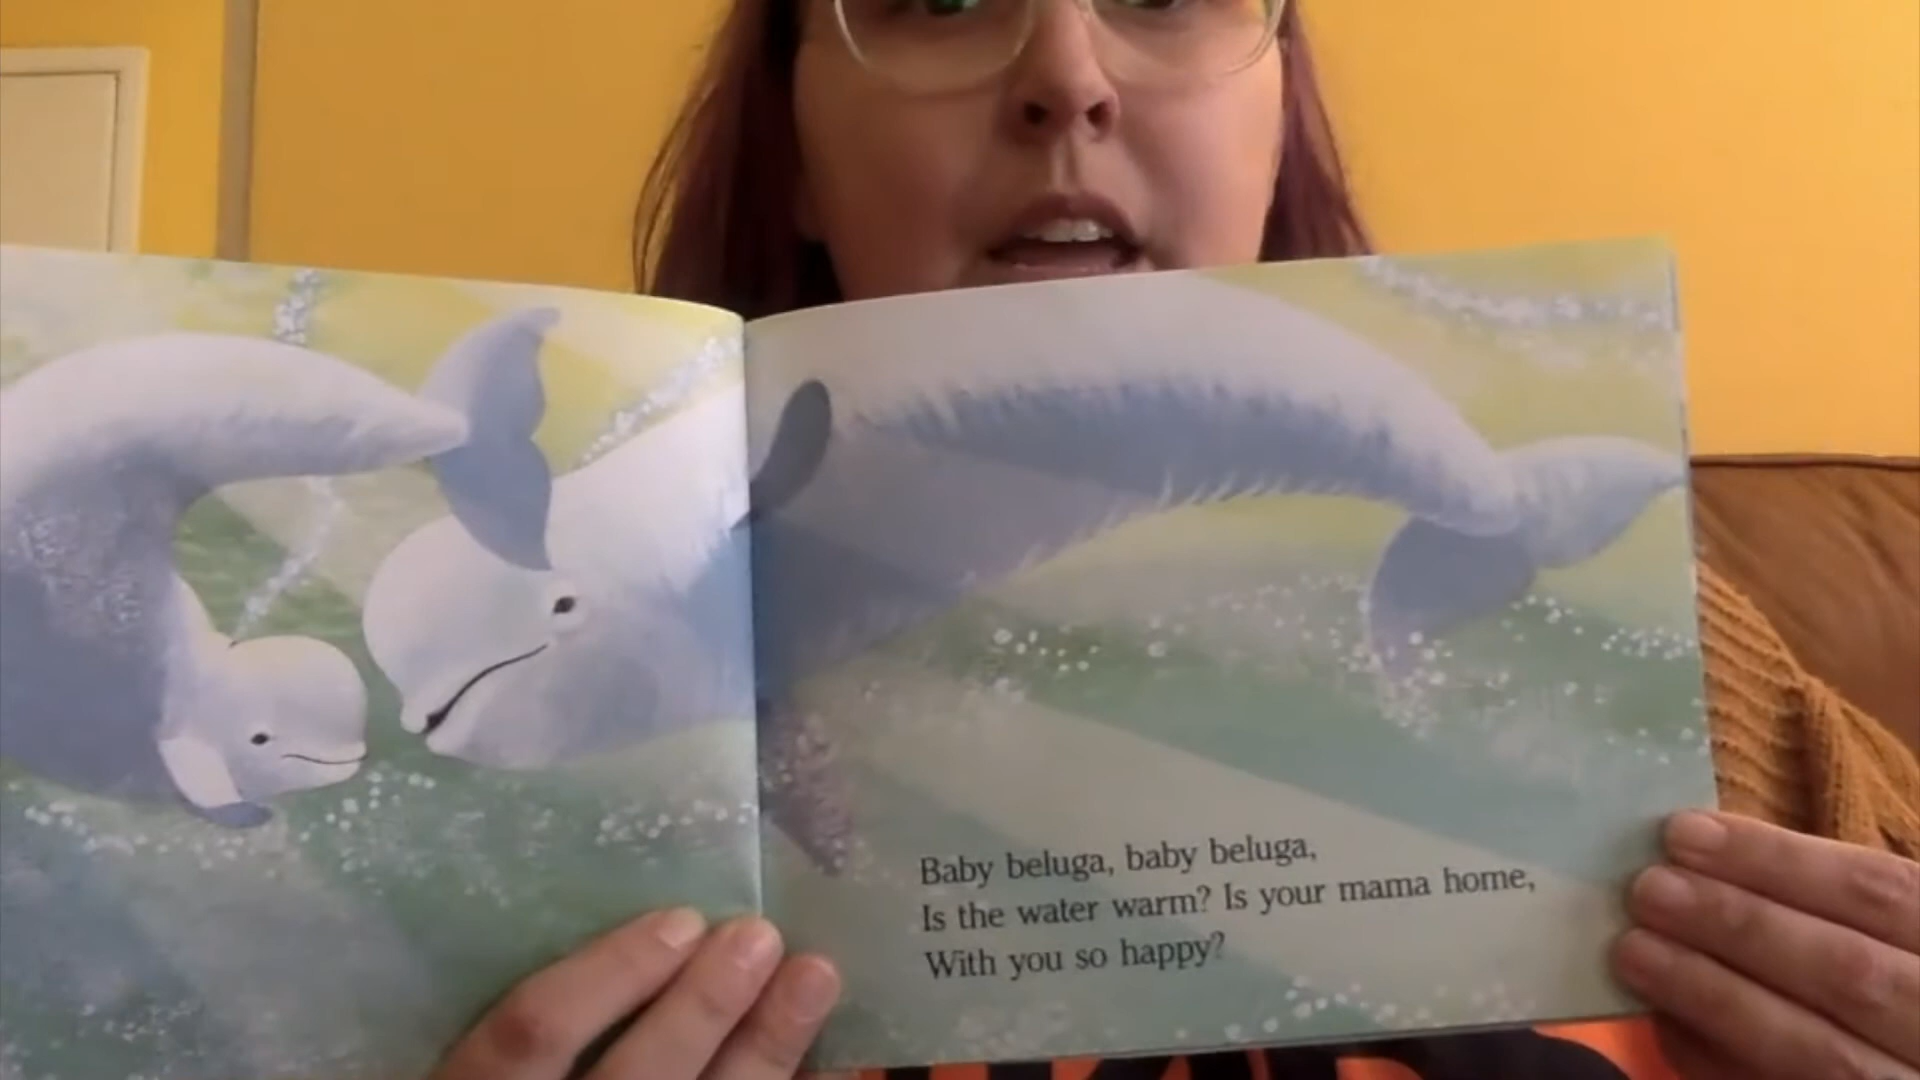 Baby beluga, baby beluga,
Is the water warm? Is your mama home,
With you so happy?